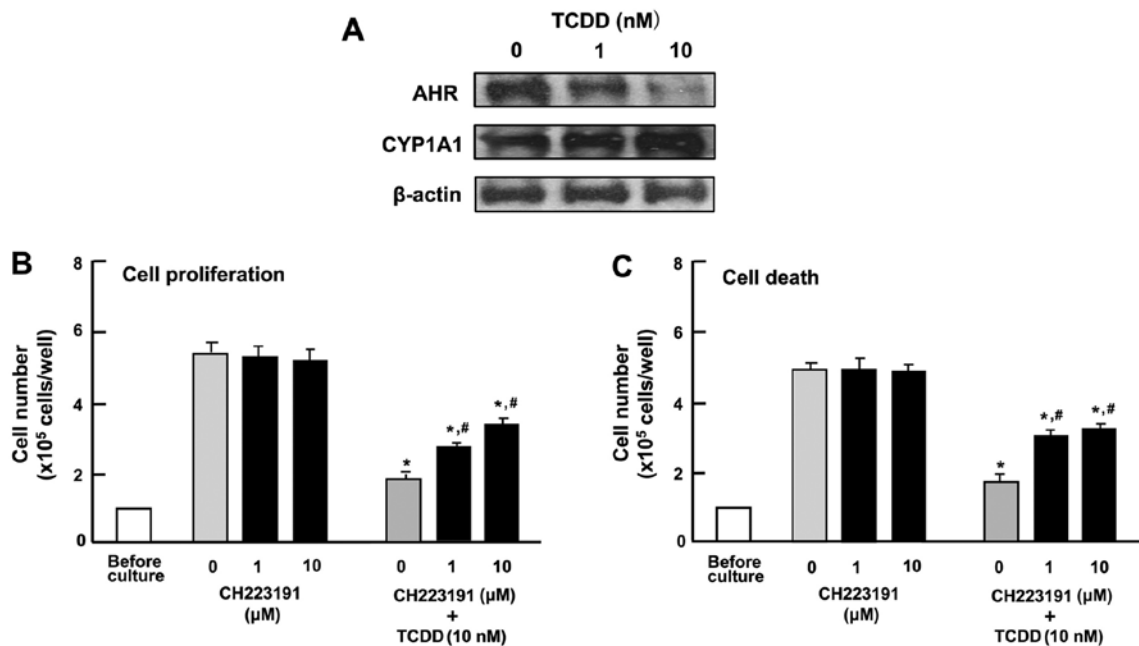 A
TCDD (nM)
0 1 10
AHR
CYP1A1
β-actin
B
Cell proliferation
Cell number
(x10⁵ cells/well)
8
6
4
2
0
*
*,#
*,#
Before
culture
0 1 10
CH223191
(μM)
0 1 10
CH223191 (μM)
+
TCDD (10 nM)
C
Cell death
Cell number
(x10⁵ cells/well)
8
6
4
2
0
*
*,#
*,#
Before
culture
0 1 10
CH223191
(μM)
0 1 10
CH223191 (μM)
+
TCDD (10 nM)